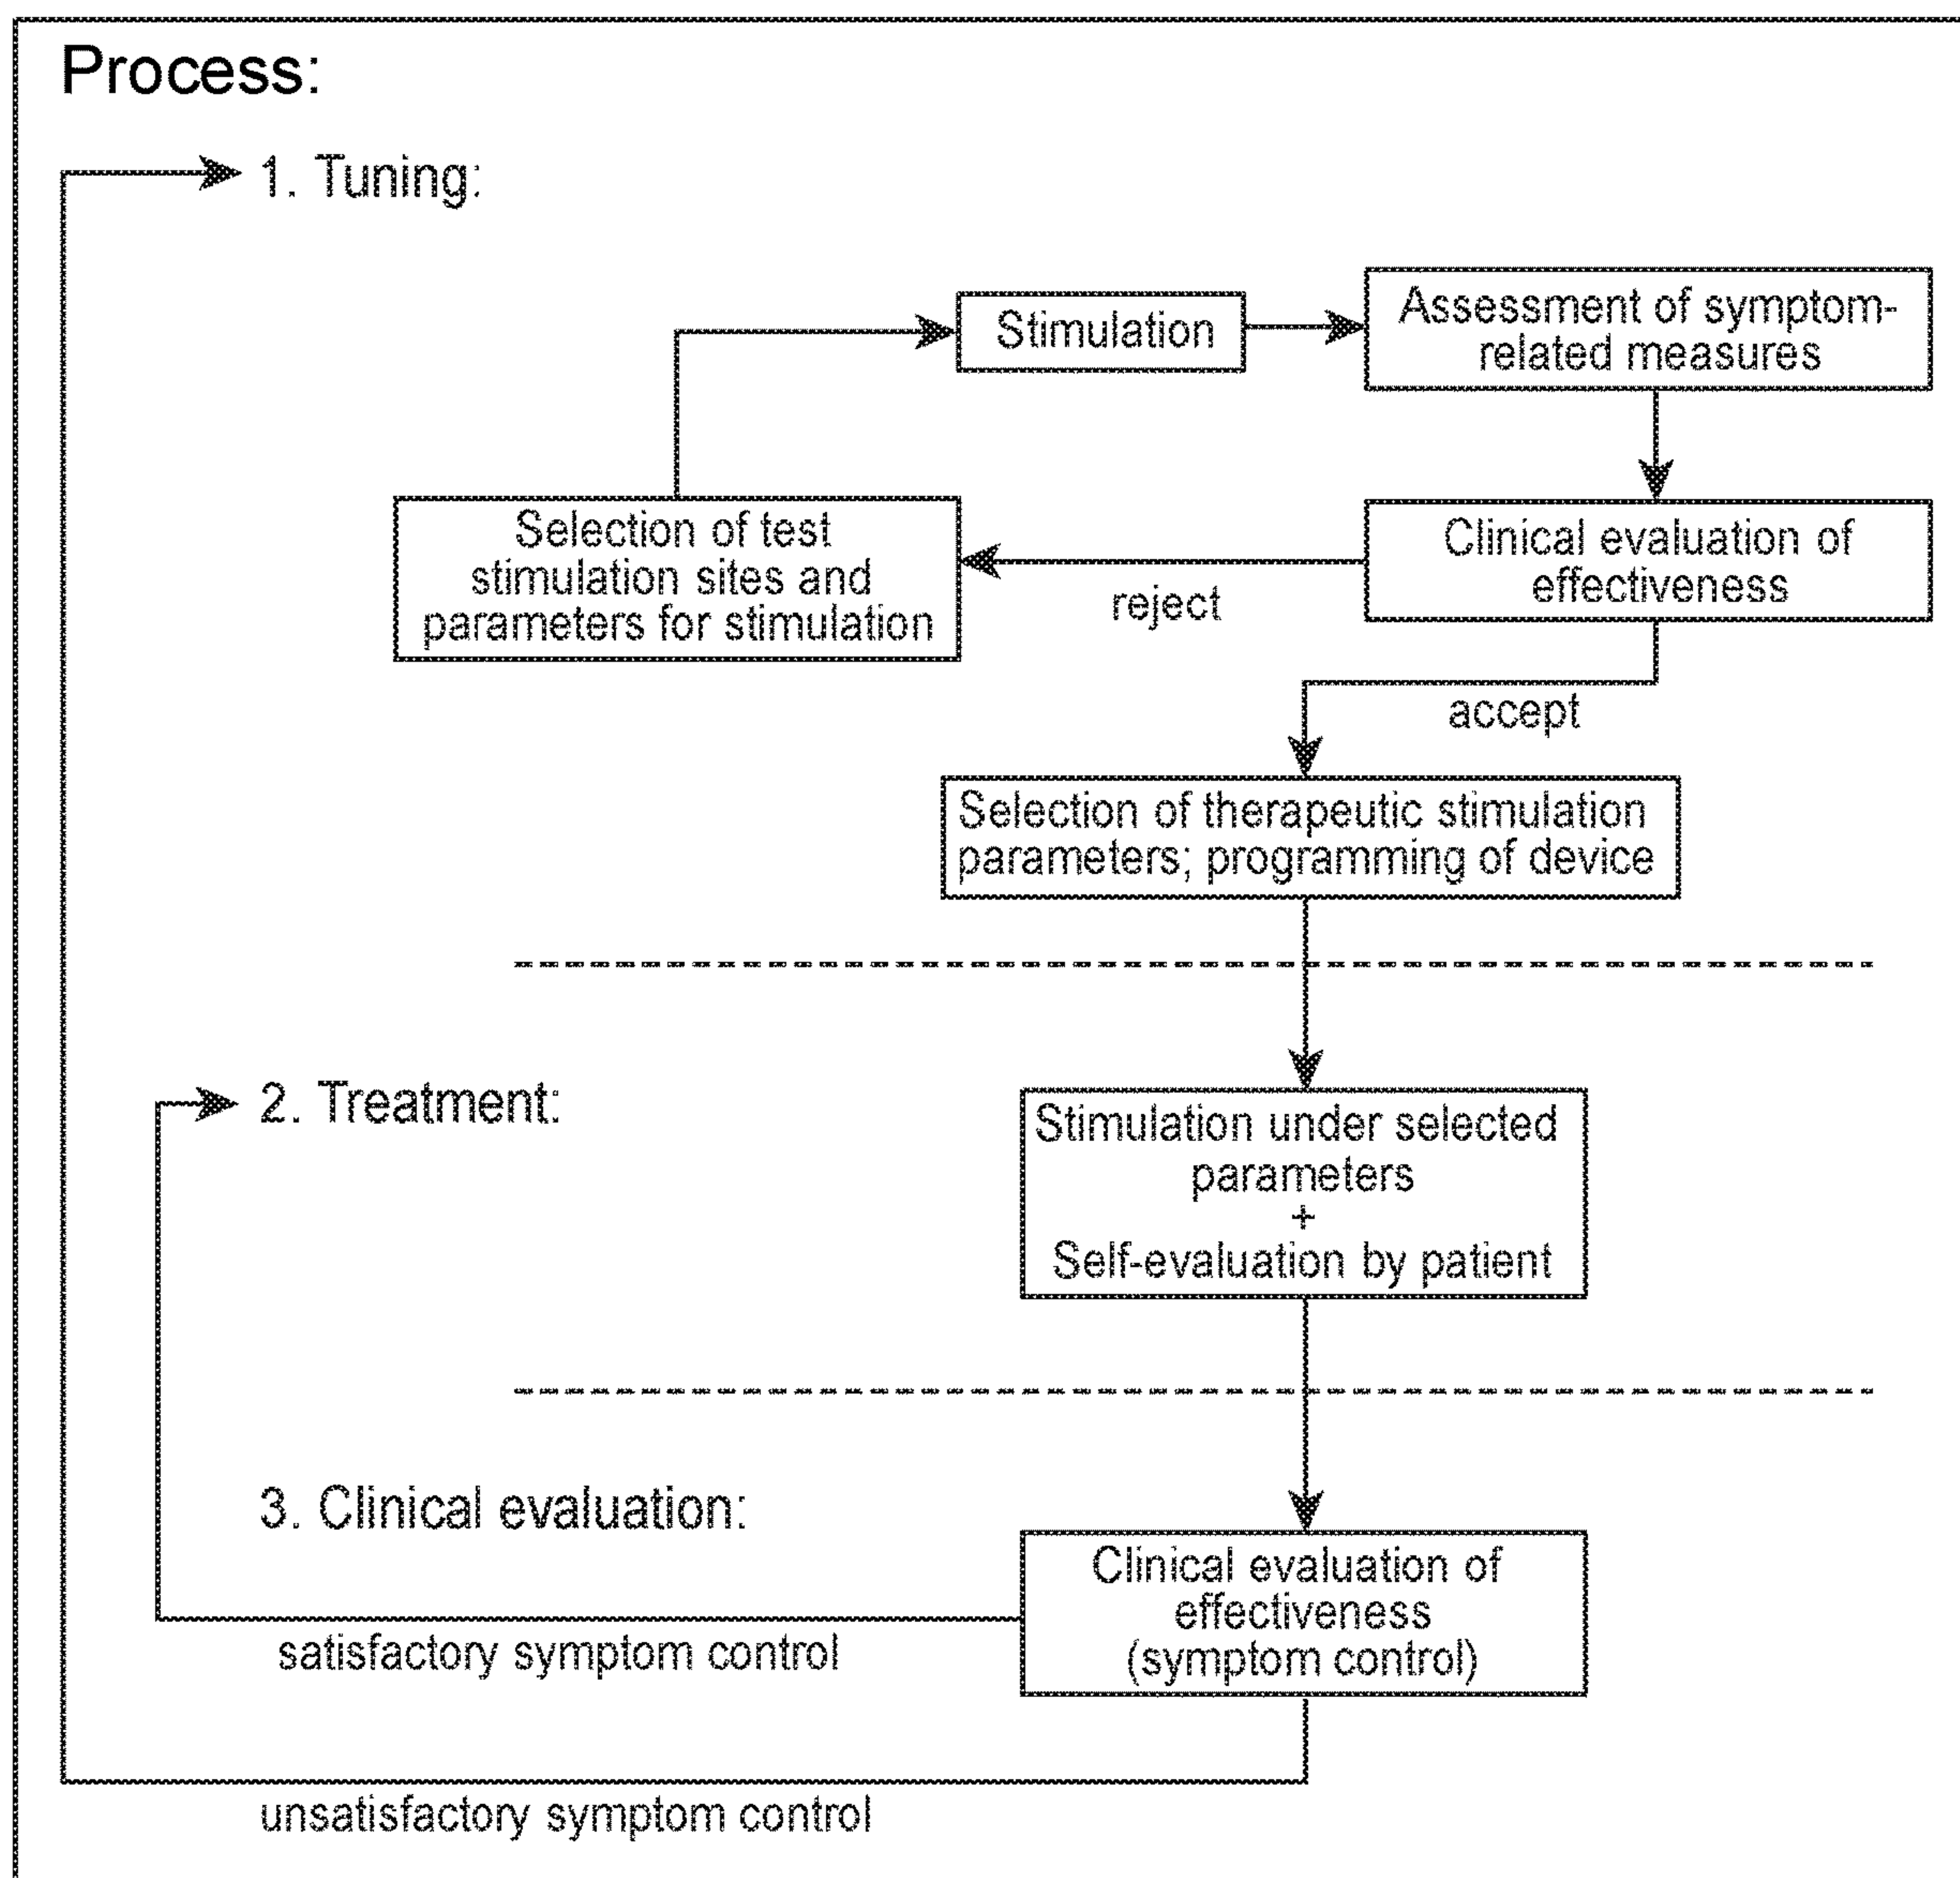 Process:
1. Tuning:
Stimulation
Assessment of symptom-
related measures
Selection of test
stimulation sites and
parameters for stimulation
reject
Clinical evaluation of
effectiveness
accept
Selection of therapeutic stimulation
parameters; programming of device
2. Treatment:
Stimulation under selected
parameters
+
Self-evaluation by patient
3. Clinical evaluation:
Clinical evaluation of
effectiveness
(symptom control)
satisfactory symptom control
unsatisfactory symptom control